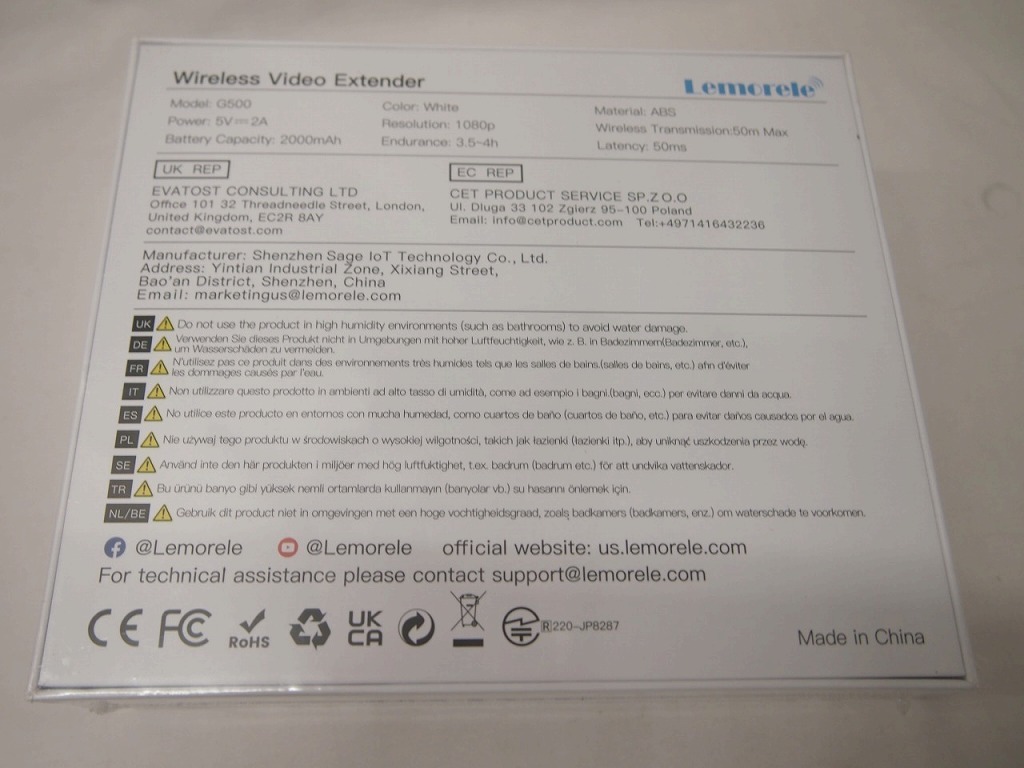 Wireless Video Extender
Lemorele
Model: G500
Color: White
Material: ABS
Power: 5V⎓2A
Resolution: 1080p
Wireless Transmission:50m Max
Battery Capacity: 2000mAh
Endurance: 3.5-4h
Latency: 50ms
UK REP
EVATOST CONSULTING LTD
Office 101 32 Threadneedle Street, London,
United Kingdom, EC2R 8AY
contact@evatost.com
EC REP
CET PRODUCT SERVICE SP.Z.O.O
Ul. Dluga 33 102 Zgierz 95-100 Poland
Email: info@cetproduct.com Tel:+4971416432236
Manufacturer: Shenzhen Sage IoT Technology Co., Ltd.
Address: Yintian Industrial Zone, Xixiang Street,
Bao'an District, Shenzhen, China
Email: marketingus@lemorele.com
UK Do not use the product in high humidity environments (such as bathrooms) to avoid water damage.
DE Verwenden Sie dieses Produkt nicht in Umgebungen mit hoher Luftfeuchtigkeit, wie z. B. in Badezimmern(Badezimmer, etc.),
um Wasserschäden zu vermeiden.
FR N'utilisez pas ce produit dans des environnements très humides tels que les salles de bains.(salles de bains, etc.) afin d'éviter
les dommages causés par l'eau.
IT Non utilizzare questo prodotto in ambienti ad alto tasso di umidità, come ad esempio i bagni.(bagni, ecc.) per evitare danni da acqua.
ES No utilice este producto en entornos con mucha humedad, como cuartos de baño (cuartos de baño, etc.) para evitar daños causados por el agua.
PL Nie używaj tego produktu w środowiskach o wysokiej wilgotności, takich jak łazienki (łazienki itp.), aby uniknąć uszkodzenia przez wodę.
SE Använd inte den här produkten i miljöer med hög luftfuktighet, t.ex. badrum (badrum etc.) för att undvika vattenskador.
TR Bu ürünü banyo gibi yüksek nemli ortamlarda kullanmayın (banyolar vb.) su hasarını önlemek için.
NL/BE Gebruik dit product niet in omgevingen met een hoge vochtigheidsgraad, zoals badkamers (badkamers, enz.) om waterschade te voorkomen.
@Lemorele @Lemorele official website: us.lemorele.com
For technical assistance please contact support@lemorele.com
CE FC RoHS UK CA R 220-JP8287
Made in China